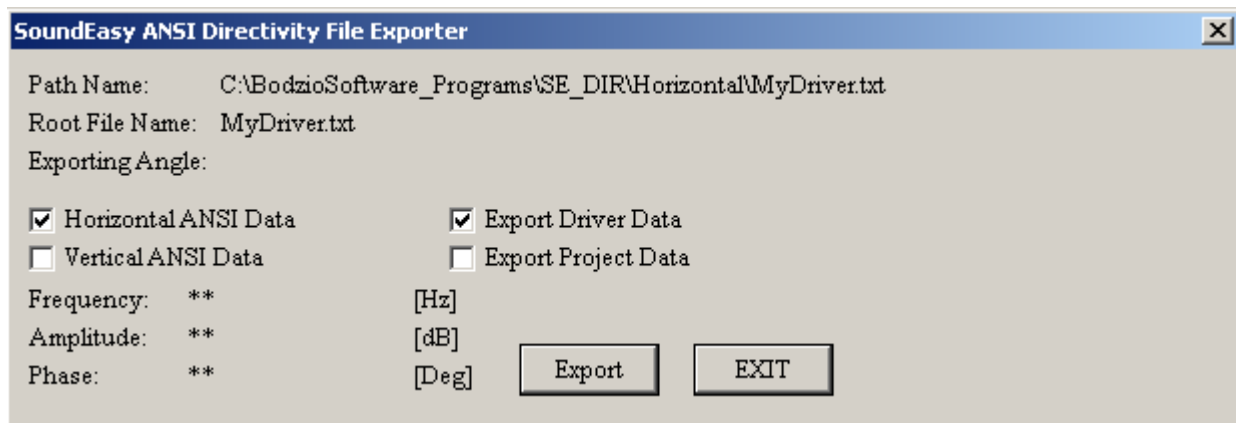 SoundEasy ANSI Directivity File Exporter
Path Name: C:\BodzioSoftware_Programs\SE_DIR\Horizontal\MyDriver.txt
Root File Name: MyDriver.txt
Exporting Angle:
Horizontal ANSI Data Export Driver Data
Vertical ANSI Data Export Project Data
Frequency: ** [Hz]
Amplitude: ** [dB]
Phase: ** [Deg] Export EXIT